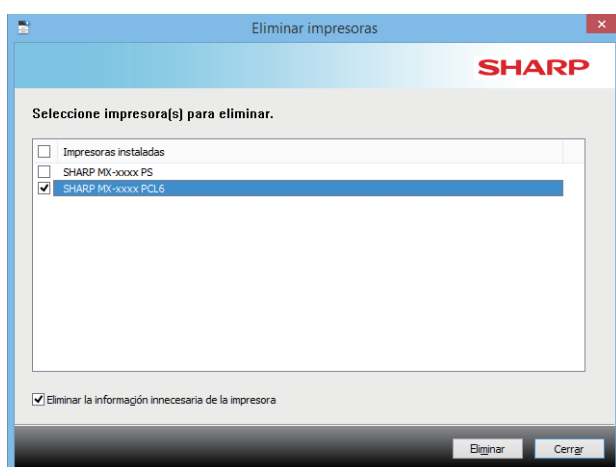 Eliminar impresoras
SHARP
Seleccione impresora(s) para eliminar.
Impresoras instaladas
SHARP MX-xxxx PS
SHARP MX-xxxx PCL6
Eliminar la información innecesaria de la impresora
Eliminar Cerrar